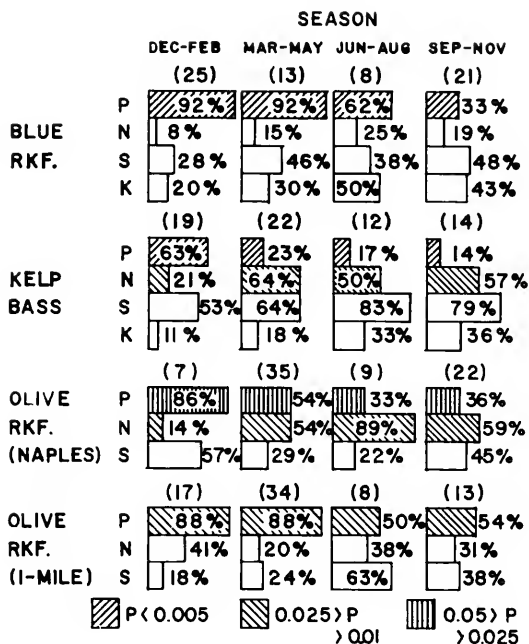 SEASON
DEC-FEB MAR-MAY JUN-AUG SEP-NOV
(25) (13) (8) (21)
P 92% 92% 62% 33%
BLUE N 8% 15% 25% 19%
RKF. S 28% 46% 38% 48%
K 20% 30% 50% 43%
(19) (22) (12) (14)
P 63% 23% 17% 14%
KELP N 21% 64% 50% 57%
BASS S 53% 64% 83% 79%
K 11% 18% 33% 36%
(7) (35) (9) (22)
OLIVE P 86% 54% 33% 36%
RKF. N 14% 54% 89% 59%
(NAPLES) S 57% 29% 22% 45%
(17) (34) (8) (13)
OLIVE P 88% 88% 50% 54%
RKF. N 41% 20% 38% 31%
(1-MILE) S 18% 24% 63% 38%
P<0.005 0.025>P 0.05>P
>0.01 >0.025